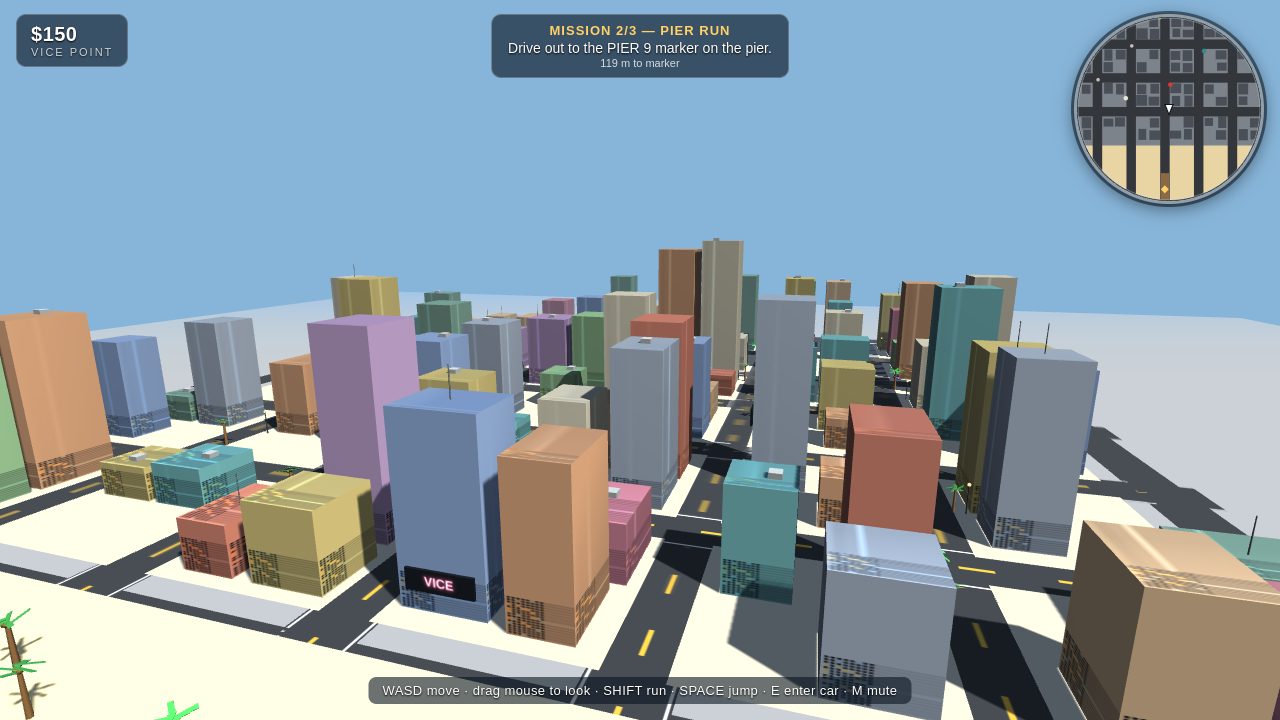 $150
VICE POINT
MISSION 2/3 — PIER RUN
Drive out to the PIER 9 marker on the pier.
119 m to marker
VICE
WASD move · drag mouse to look · SHIFT run · SPACE jump · E enter car · M mute